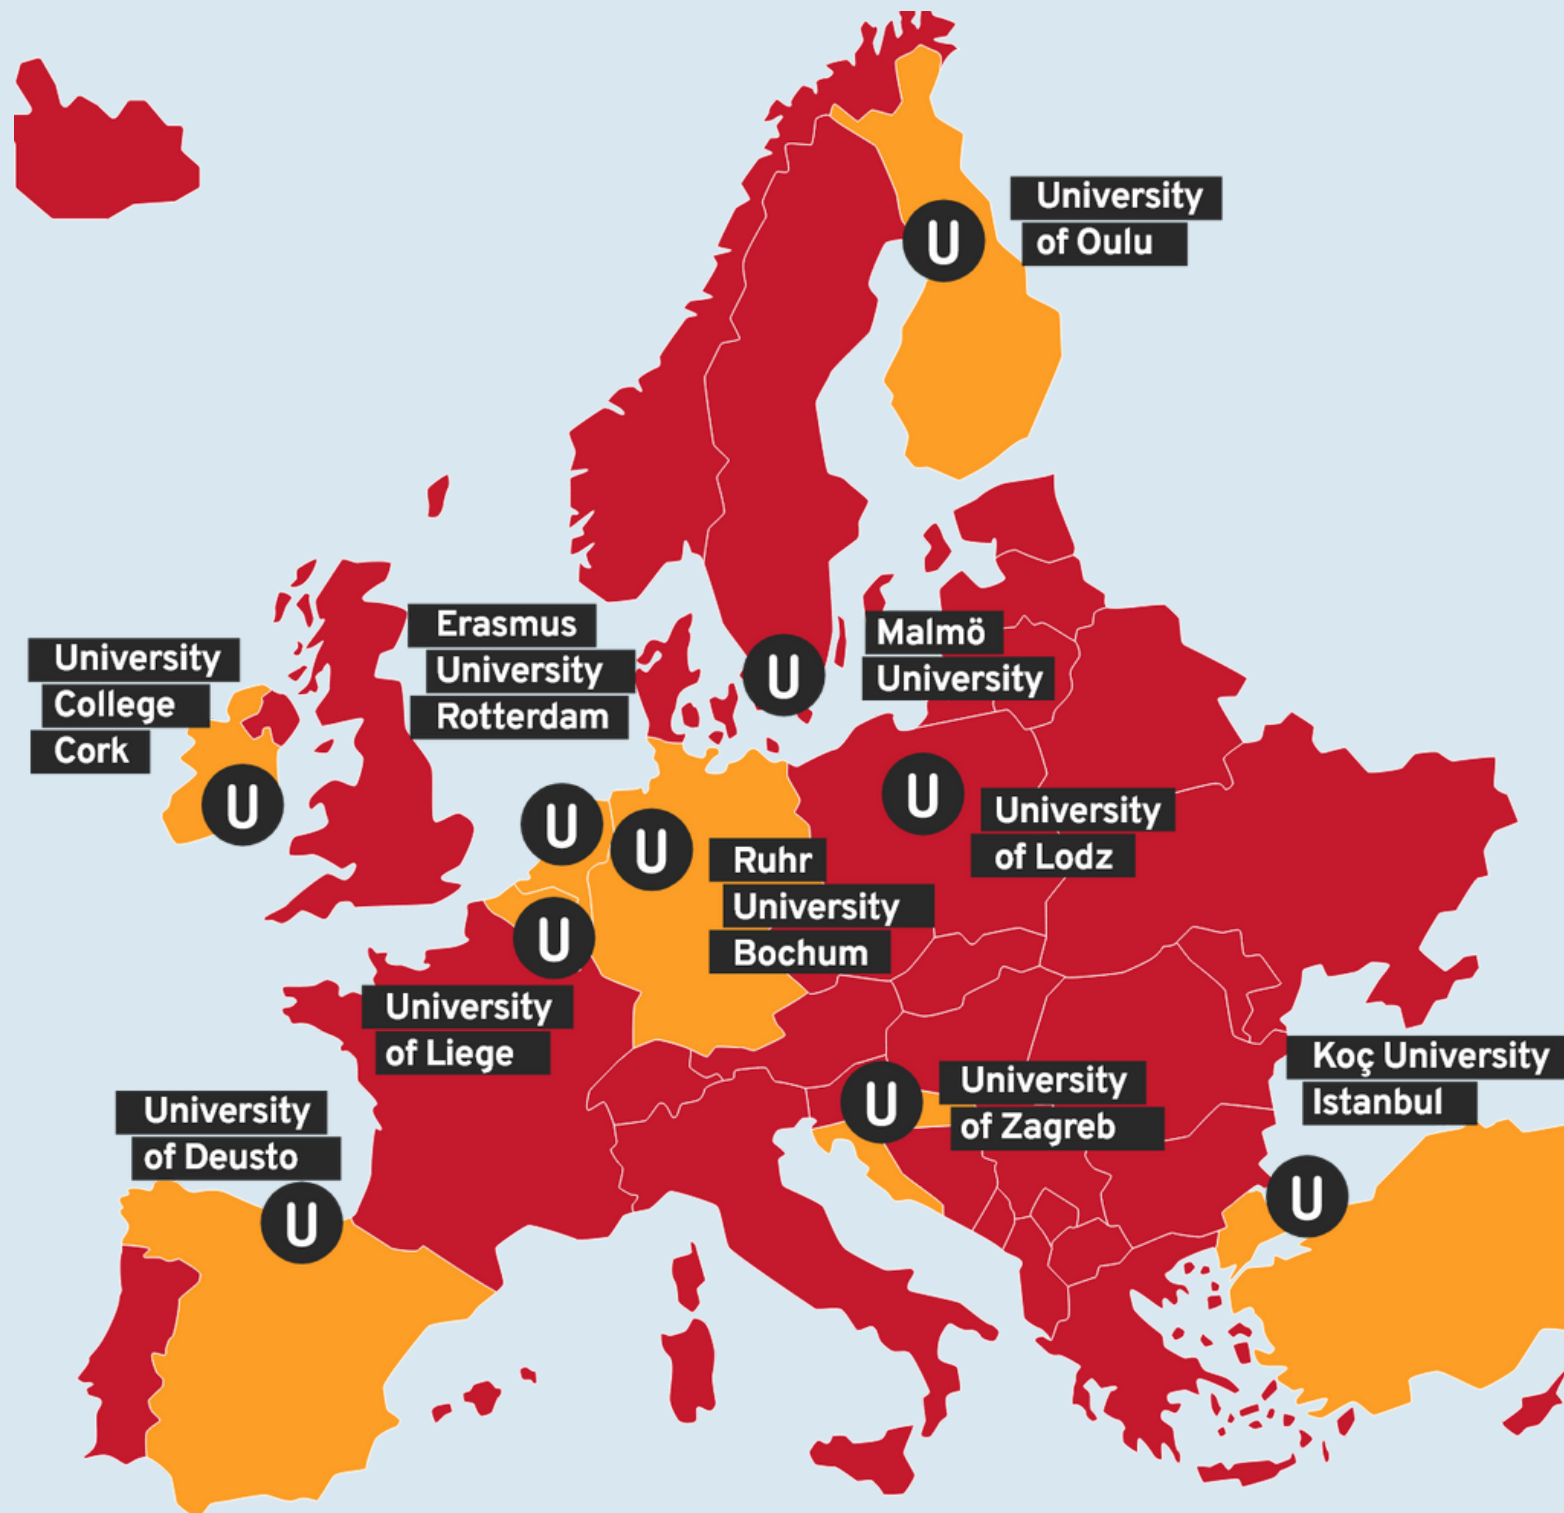 University
of Oulu
U
Erasmus
University
Rotterdam
Malmö
University
U
University
College
Cork
U
U
U
U
University
of Lodz
Ruhr
University
Bochum
U
University
of Liege
Koç University
Istanbul
University
of Zagreb
U
University
of Deusto
U
U